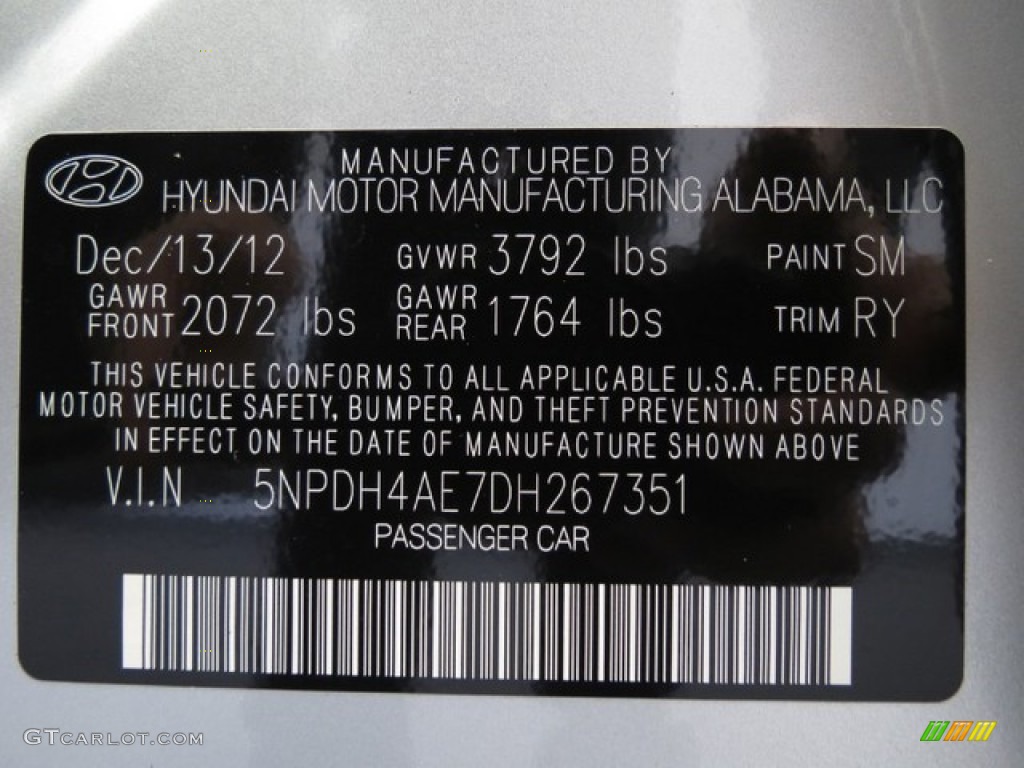 MANUFACTURED BY
HYUNDAI MOTOR MANUFACTURING ALABAMA, LLC
Dec/13/12 GVWR 3792 lbs PAINT SM
GAWR FRONT 2072 lbs GAWR REAR 1764 lbs TRIM RY
THIS VEHICLE CONFORMS TO ALL APPLICABLE U.S.A. FEDERAL
MOTOR VEHICLE SAFETY, BUMPER, AND THEFT PREVENTION STANDARDS
IN EFFECT ON THE DATE OF MANUFACTURE SHOWN ABOVE
V.I.N 5NPDH4AE7DH267351
PASSENGER CAR
GTCARLOT.COM